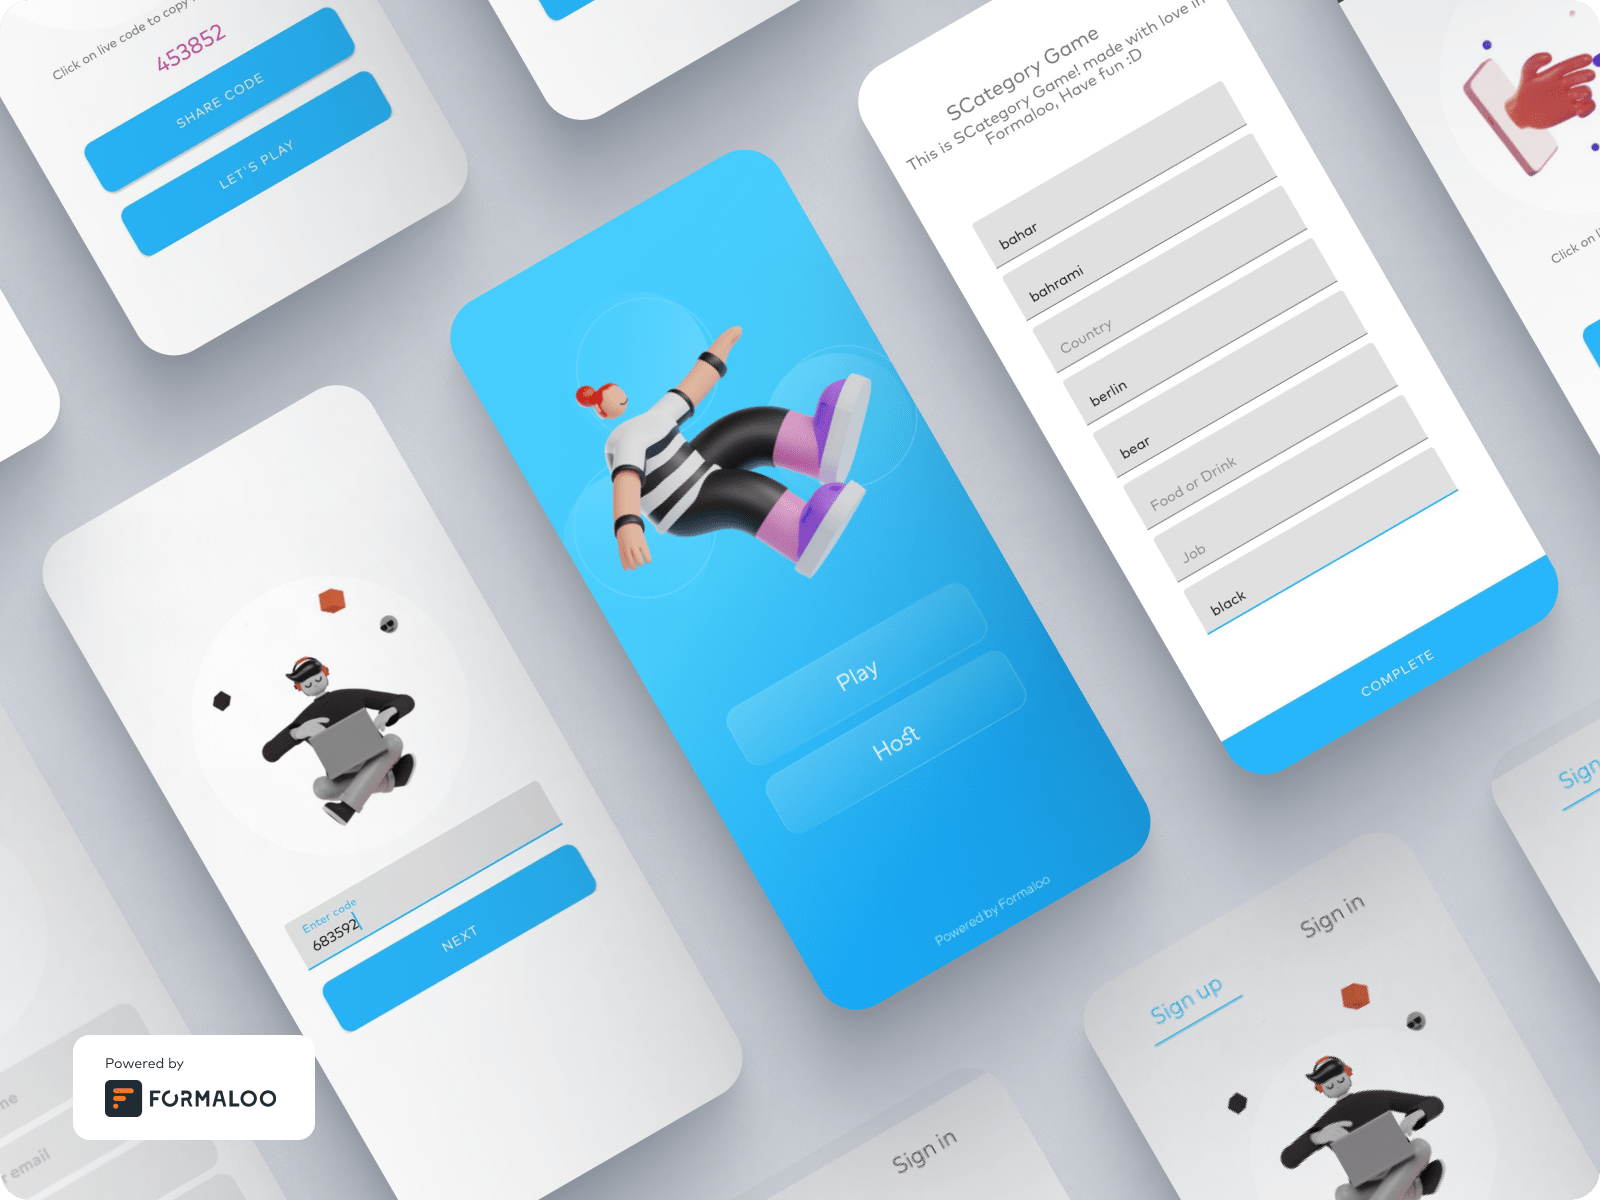 Click on live code to copy
453852
SHARE CODE
LET'S PLAY
SCategory Game
This is SCategory Game! made with love in
Formaloo, Have fun :D
bahar
bahrami
Country
berlin
bear
Food or Drink
Job
black
COMPLETE
Click on
Play
Host
Powered by Formaloo
Enter code
683592
NEXT
Sign up
Sign in
Sign
Sign in
email
Powered by
FORMALOO